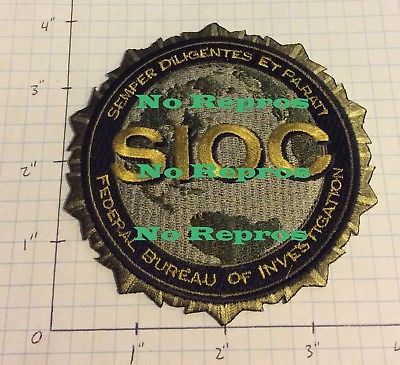 SEMPER DILIGENTES ET PARATI
No Repros
SIOC
No Repros
No Repros
FEDERAL BUREAU OF INVESTIGATION
4"
3"
2"
1"
0
1"
2"
3"
4